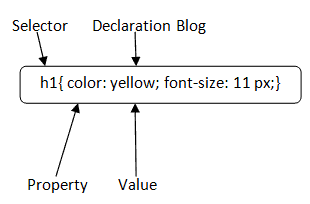 Selector Declaration Blog
h1{ color: yellow; font-size: 11 px;}
Property Value